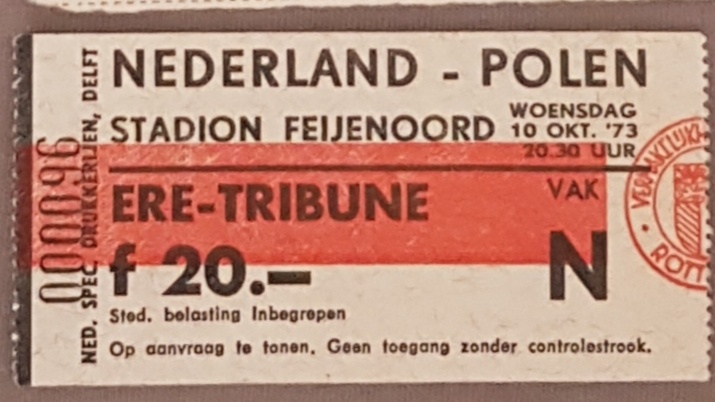 NEDERLAND - POLEN
STADION FEIJENOORD
WOENSDAG
10 OKT. '73
20.30 UUR
ERE-TRIBUNE
VAK
f 20.–
N
Sted. belasting Inbegrepen
Op aanvraag te tonen. Geen toegang zonder controlestrook.
000096
NED. SPEC. DRUKKERIJEN, DELFT
ROTT